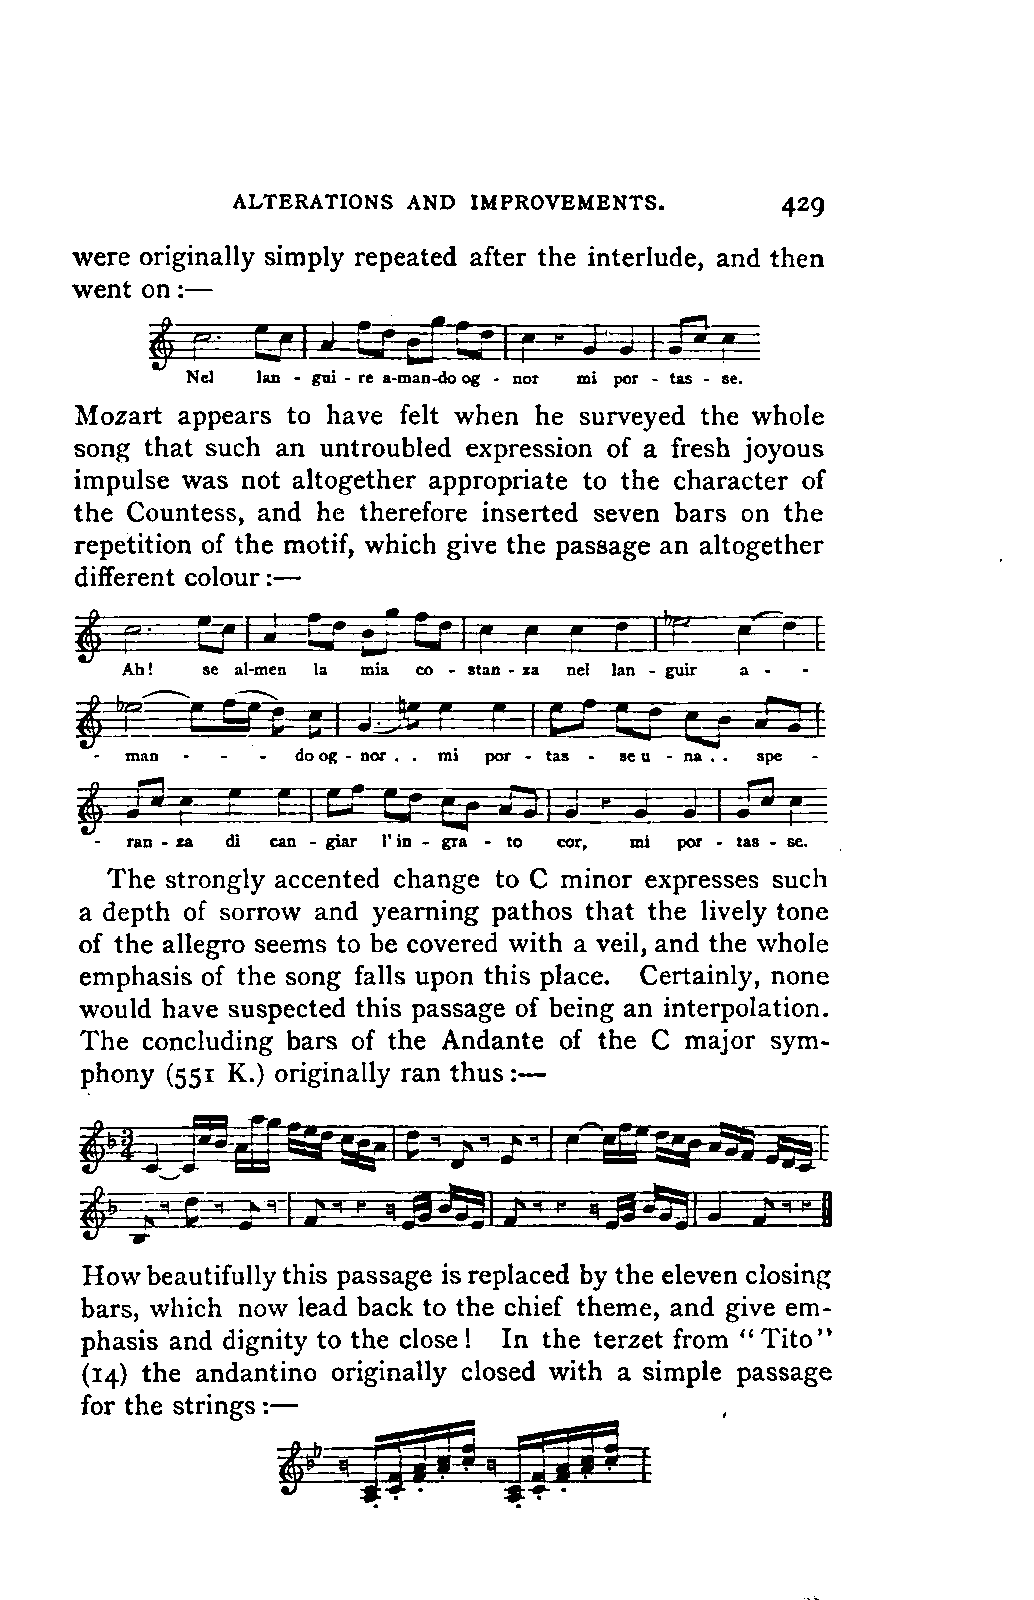 ALTERATIONS AND IMPROVEMENTS. 429
were originally simply repeated after the interlude, and then
went on :—
Nel lan - gui - re a-man-do og - nor mi por - tas - se.
Mozart appears to have felt when he surveyed the whole
song that such an untroubled expression of a fresh joyous
impulse was not altogether appropriate to the character of
the Countess, and he therefore inserted seven bars on the
repetition of the motif, which give the passage an altogether
different colour :—
Ah! se al-men la mia co - stan - za nel lan - guir a - -
- man - - - do og - nor . . mi por - tas - se u - na . . spe -
- ran - za di can - giar l'in - gra - to cor, mi por - tas - se.
The strongly accented change to C minor expresses such
a depth of sorrow and yearning pathos that the lively tone
of the allegro seems to be covered with a veil, and the whole
emphasis of the song falls upon this place. Certainly, none
would have suspected this passage of being an interpolation.
The concluding bars of the Andante of the C major sym-
phony (551 K.) originally ran thus :—
How beautifully this passage is replaced by the eleven closing
bars, which now lead back to the chief theme, and give em-
phasis and dignity to the close! In the terzet from "Tito"
(14) the andantino originally closed with a simple passage
for the strings :—